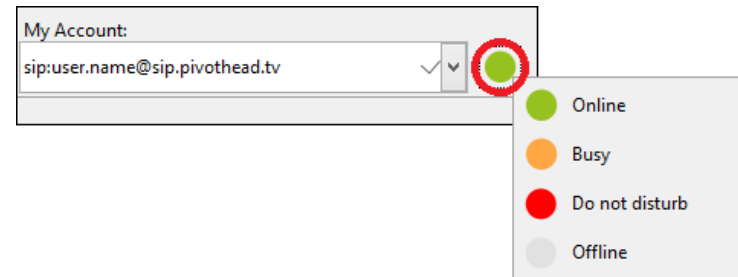 My Account:
sip:user.name@sip.pivothead.tv
Online
Busy
Do not disturb
Offline